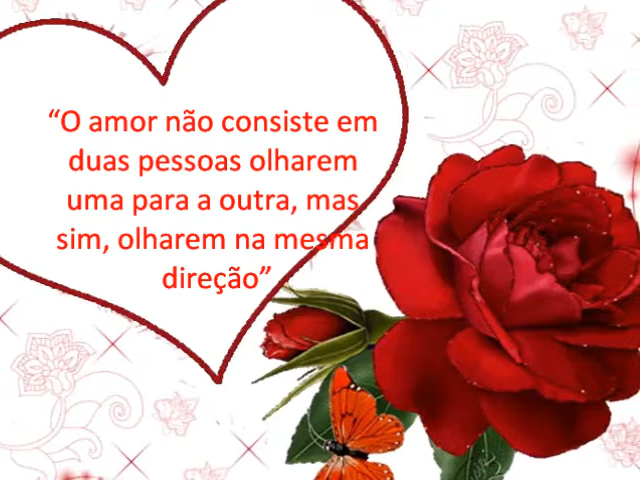 “O amor não consiste em
duas pessoas olharem
uma para a outra, mas
sim, olharem na mesma
direção”